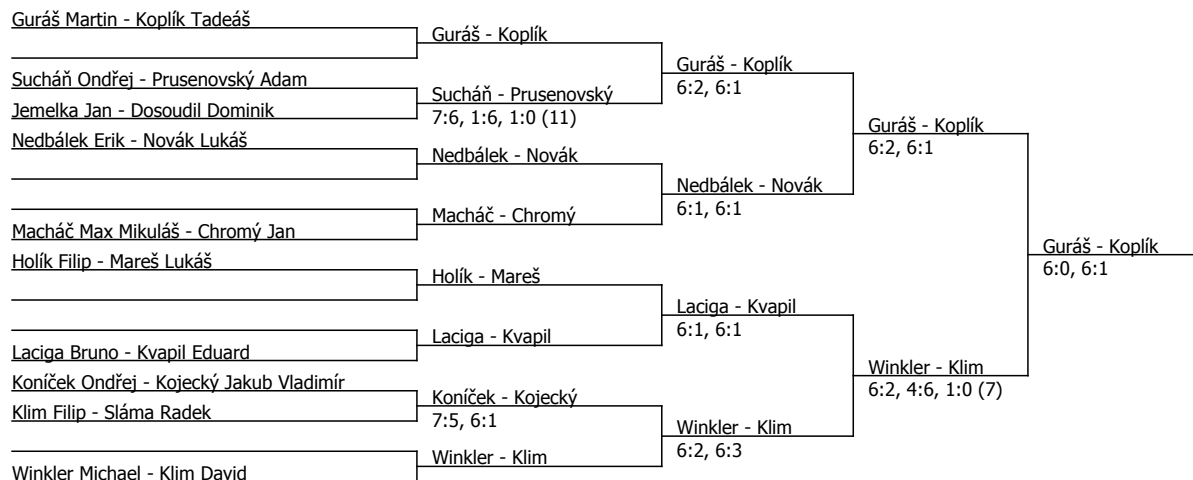 Guráš Martin - Koplík Tadeáš
Sucháň Ondřej - Prusenovský Adam
Jemelka Jan - Dosoudil Dominik
Nedbálek Erik - Novák Lukáš
Macháč Max Mikuláš - Chromý Jan
Holík Filip - Mareš Lukáš
Laciga Bruno - Kvapil Eduard
Koníček Ondřej - Kojecký Jakub Vladimír
Klim Filip - Sláma Radek
Winkler Michael - Klim David
Guráš - Koplík
Sucháň - Prusenovský
7:6, 1:6, 1:0 (11)
Nedbálek - Novák
Macháč - Chromý
Holík - Mareš
Laciga - Kvapil
Koníček - Kojecký
7:5, 6:1
Winkler - Klim
Guráš - Koplík
6:2, 6:1
Nedbálek - Novák
6:1, 6:1
Laciga - Kvapil
6:1, 6:1
Winkler - Klim
6:2, 6:3
Guráš - Koplík
6:2, 6:1
Winkler - Klim
6:2, 4:6, 1:0 (7)
Guráš - Koplík
6:0, 6:1